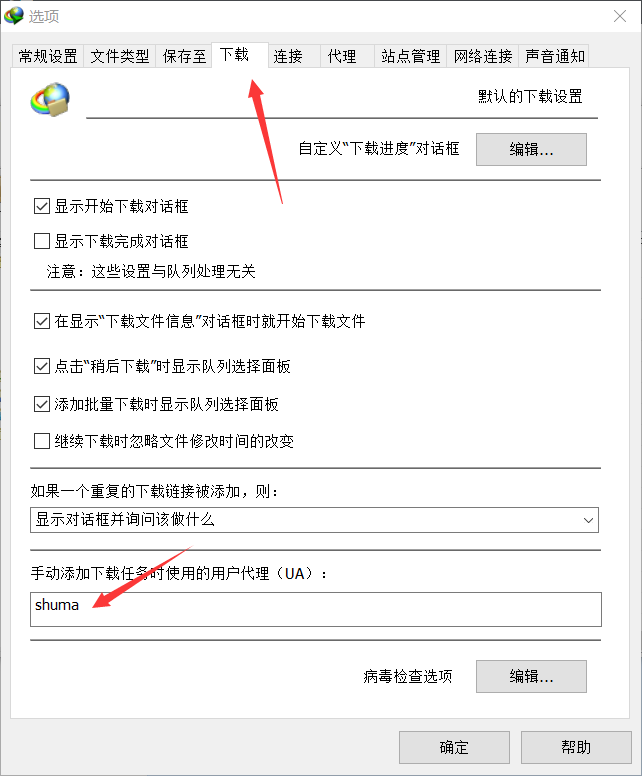 选项
常规设置 文件类型 保存至 下载 连接 代理 站点管理 网络连接 声音通知
默认的下载设置
自定义“下载进度”对话框 编辑...
显示开始下载对话框
显示下载完成对话框
注意：这些设置与队列处理无关
在显示“下载文件信息”对话框时就开始下载文件
点击“稍后下载”时显示队列选择面板
添加批量下载时显示队列选择面板
继续下载时忽略文件修改时间的改变
如果一个重复的下载链接被添加，则：
显示对话框并询问该做什么
手动添加下载任务时使用的用户代理（UA）：
shuma
病毒检查选项 编辑...
确定 帮助